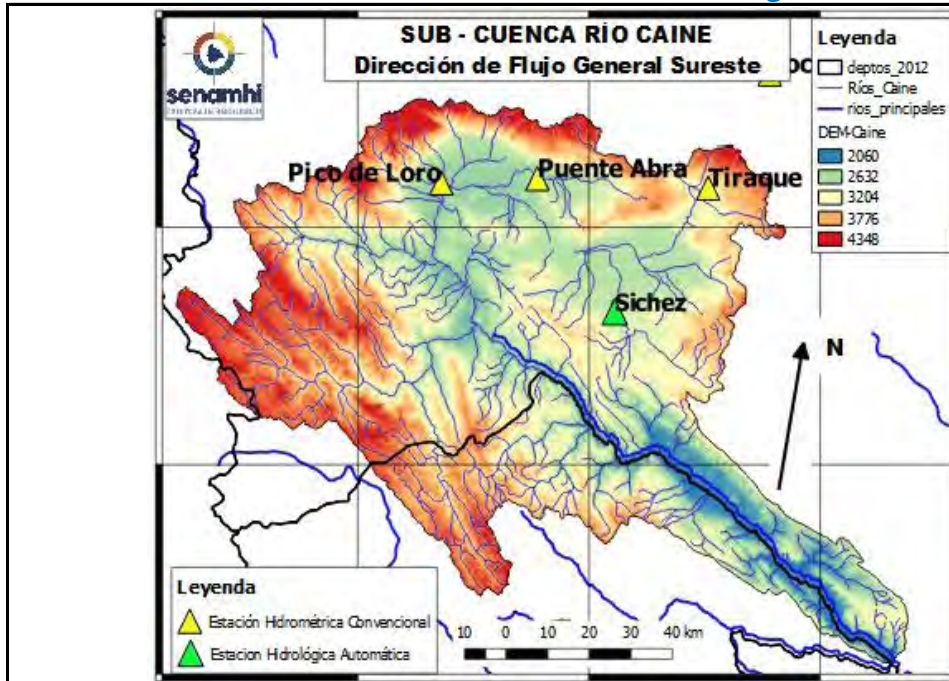 SUB - CUENCA RÍO CAINE
Dirección de Flujo General Sureste
senamhi
Leyenda
deptos_2012
Ríos_Caine
rios_principales
DEM-Caine
2060
2632
3204
3776
4348
Pico de Loro
Puente Abra
Tiraque
Sichez
N
Leyenda
Estación Hidrométrica Convencional
Estacion Hidrológica Automática
10 0 10 20 30 40 km